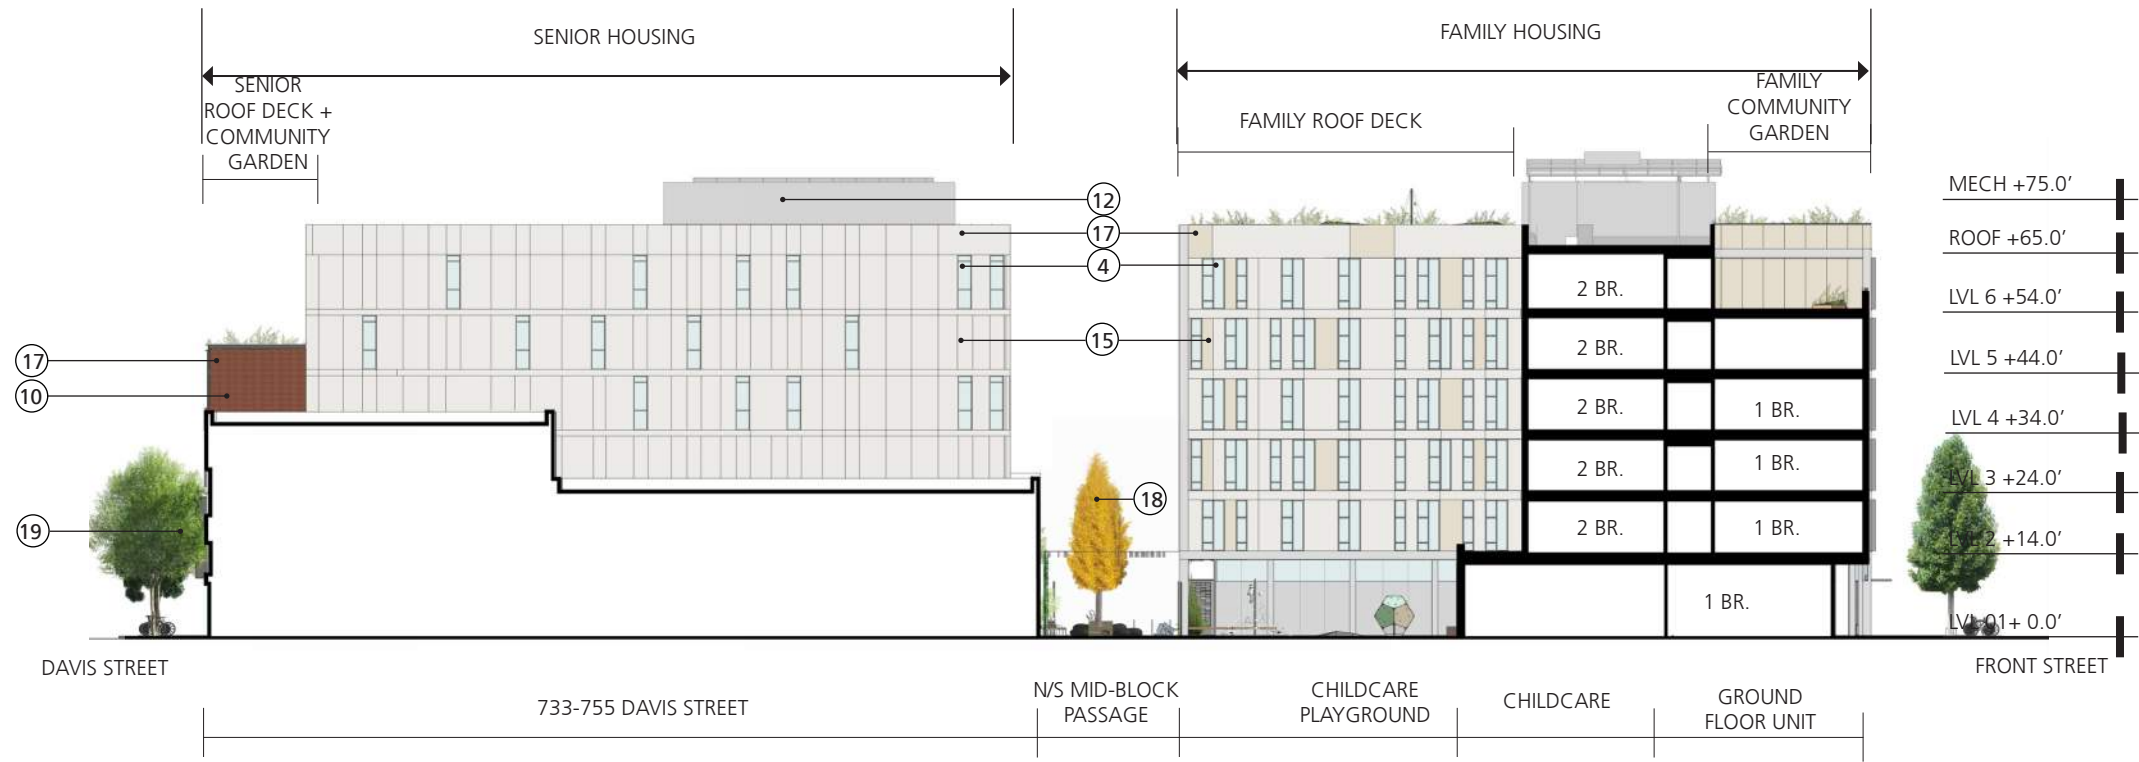 SENIOR HOUSING
FAMILY HOUSING
SENIOR
ROOF DECK +
COMMUNITY
GARDEN
FAMILY ROOF DECK
FAMILY
COMMUNITY
GARDEN
12
17
4
15
17
10
19
18
MECH +75.0’
ROOF +65.0’
LVL 6 +54.0’
LVL 5 +44.0’
LVL 4 +34.0’
LVL 3 +24.0’
LVL 2 +14.0’
LVL 01+ 0.0’
2 BR.
2 BR.
2 BR.
1 BR.
2 BR.
1 BR.
2 BR.
1 BR.
1 BR.
DAVIS STREET
FRONT STREET
733-755 DAVIS STREET
N/S MID-BLOCK
PASSAGE
CHILDCARE
PLAYGROUND
CHILDCARE
GROUND
FLOOR UNIT